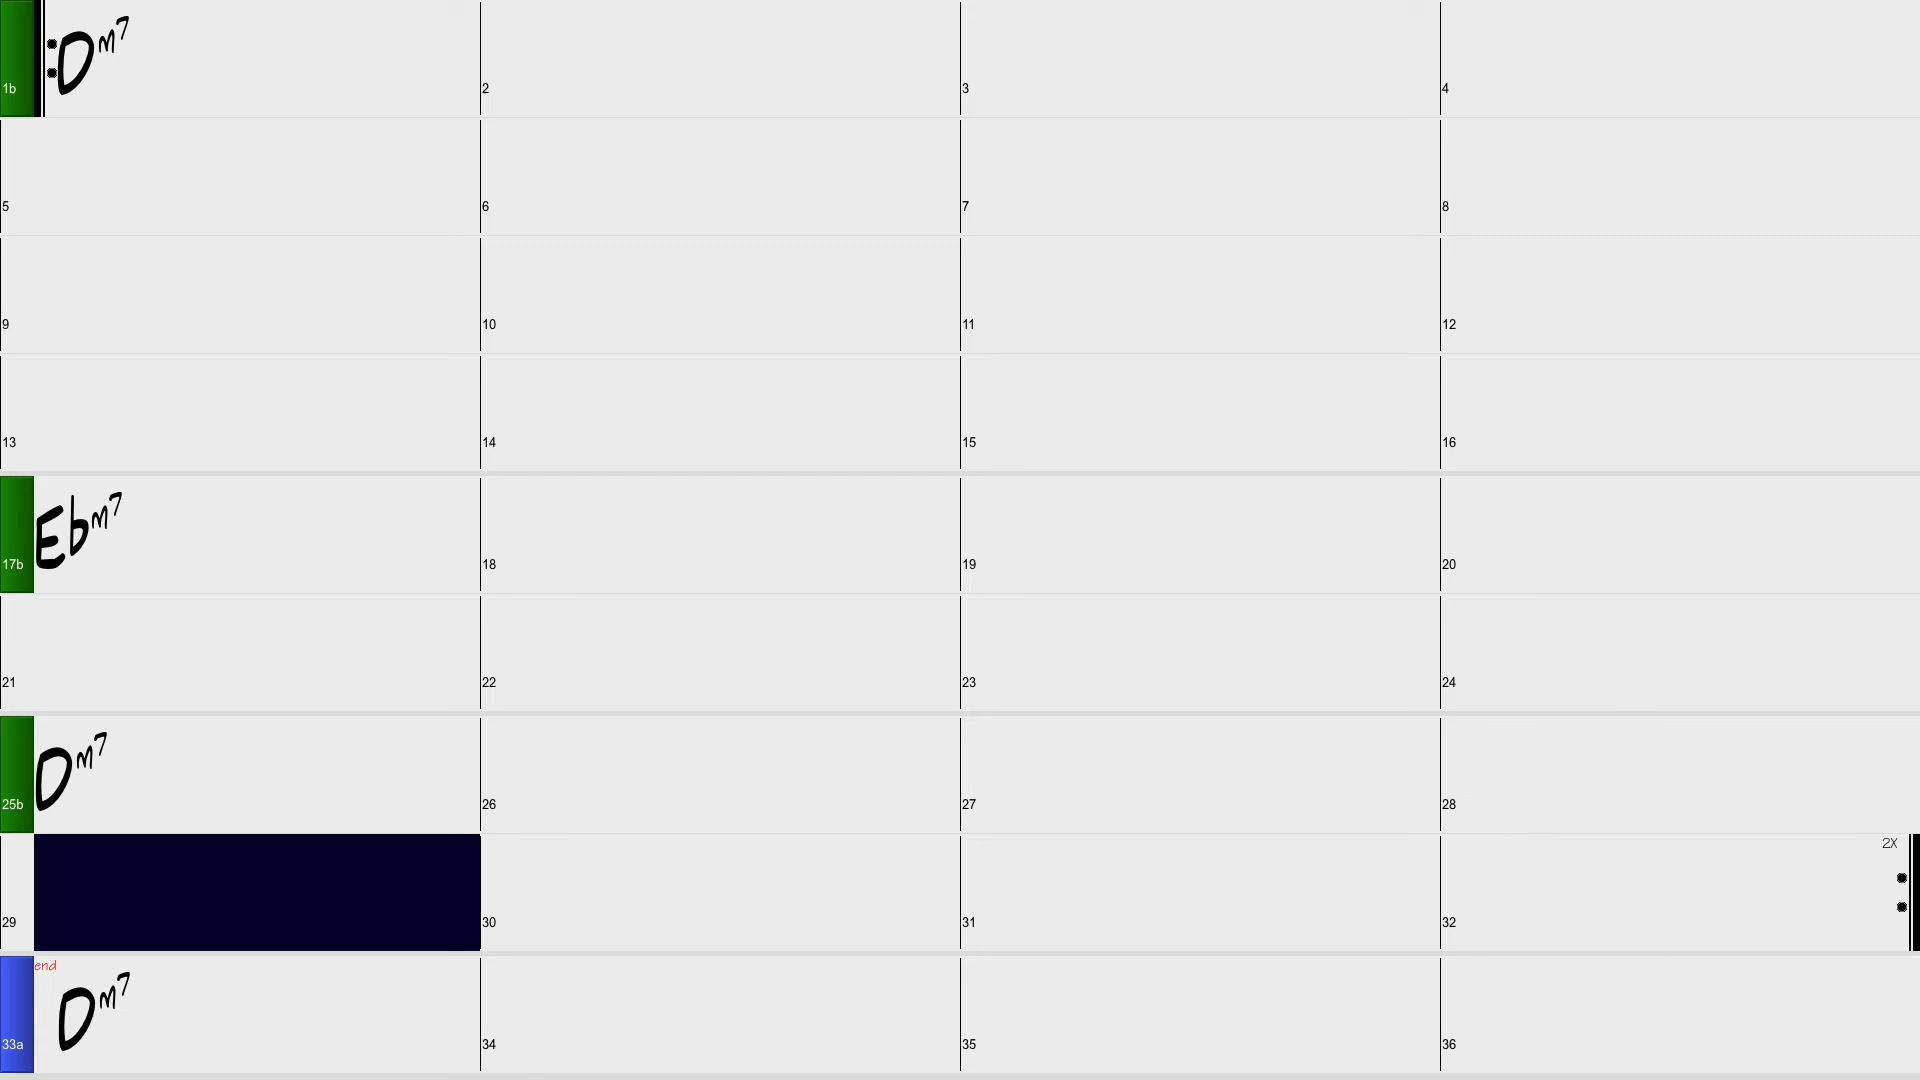 1b :Dm7 2 3 4
5 6 7 8
9 10 11 12
13 14 15 16
17b Ebm7 18 19 20
21 22 23 24
25b Dm7 26 27 28
2X
29 30 31 32
end
33a Dm7 34 35 36